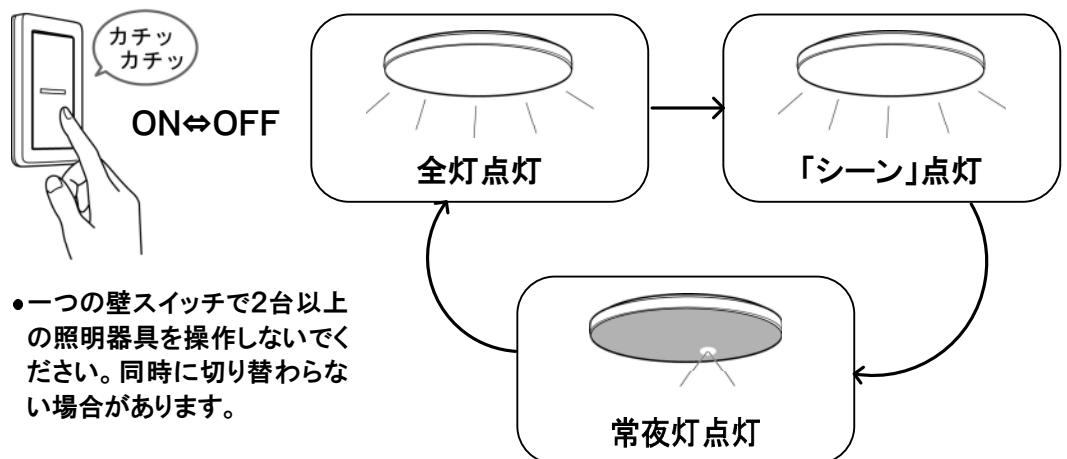 カチッ
カチッ
ON⇔OFF
全灯点灯
「シーン」点灯
常夜灯点灯
●一つの壁スイッチで2台以上
の照明器具を操作しないでく
ださい。同時に切り替わらな
い場合があります。